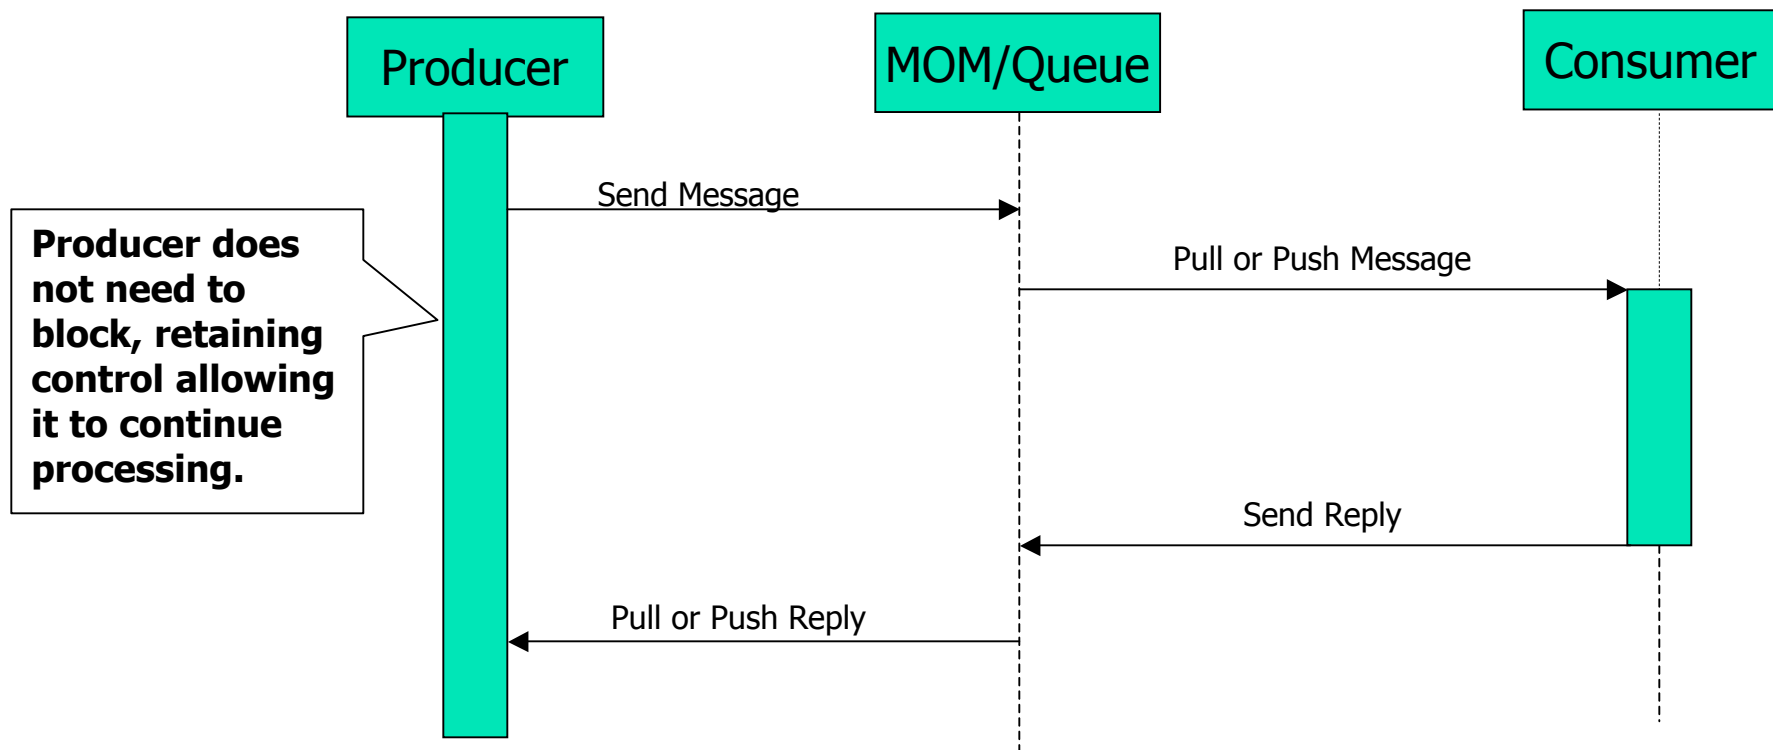 Producer
MOM/Queue
Consumer
Send Message
Producer does
not need to
block, retaining
control allowing
it to continue
processing.
Pull or Push Message
Send Reply
Pull or Push Reply